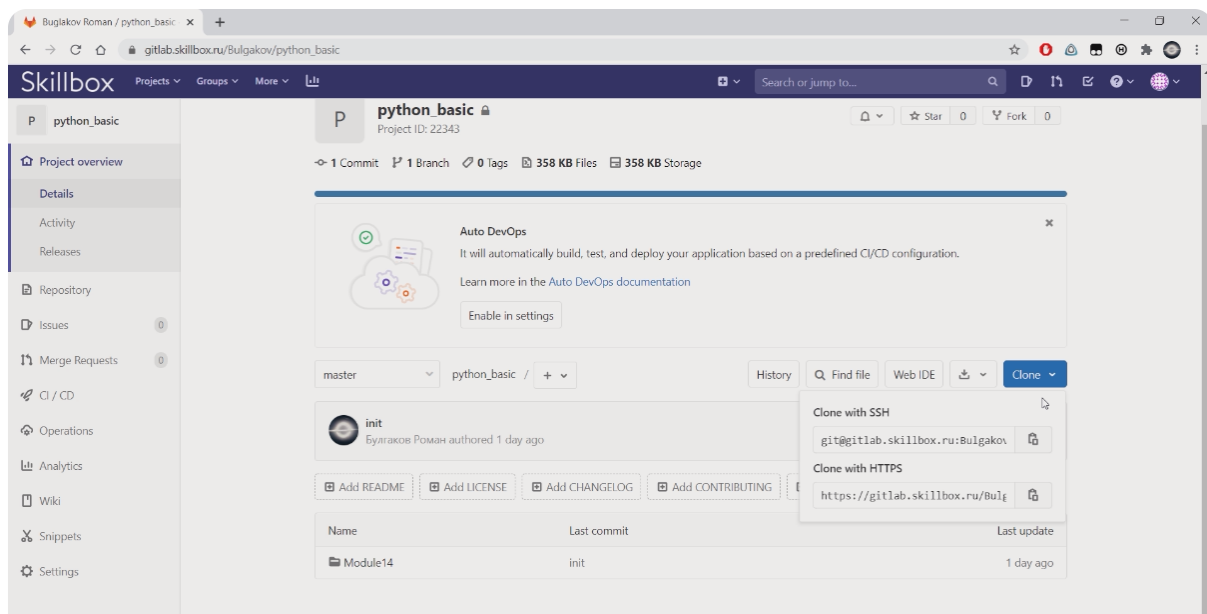 Buglakov Roman / python_basic
gitlab.skillbox.ru/Bulgakov/python_basic
Skillbox Projects Groups More Search or jump to...
P python_basic
Project overview
Details
Activity
Releases
Repository
Issues 0
Merge Requests 0
CI / CD
Operations
Analytics
Wiki
Snippets
Settings
P
python_basic
Project ID: 22343
Star 0 Fork 0
1 Commit 1 Branch 0 Tags 358 KB Files 358 KB Storage
Auto DevOps
It will automatically build, test, and deploy your application based on a predefined CI/CD configuration.
Learn more in the Auto DevOps documentation
Enable in settings
master python_basic / + History Find file Web IDE Clone
init
Булгаков Роман authored 1 day ago
Clone with SSH
git@gitlab.skillbox.ru:Bulgakov
Clone with HTTPS
https://gitlab.skillbox.ru/Bulg
Add README Add LICENSE Add CHANGELOG Add CONTRIBUTING
Name Last commit Last update
Module14 init 1 day ago